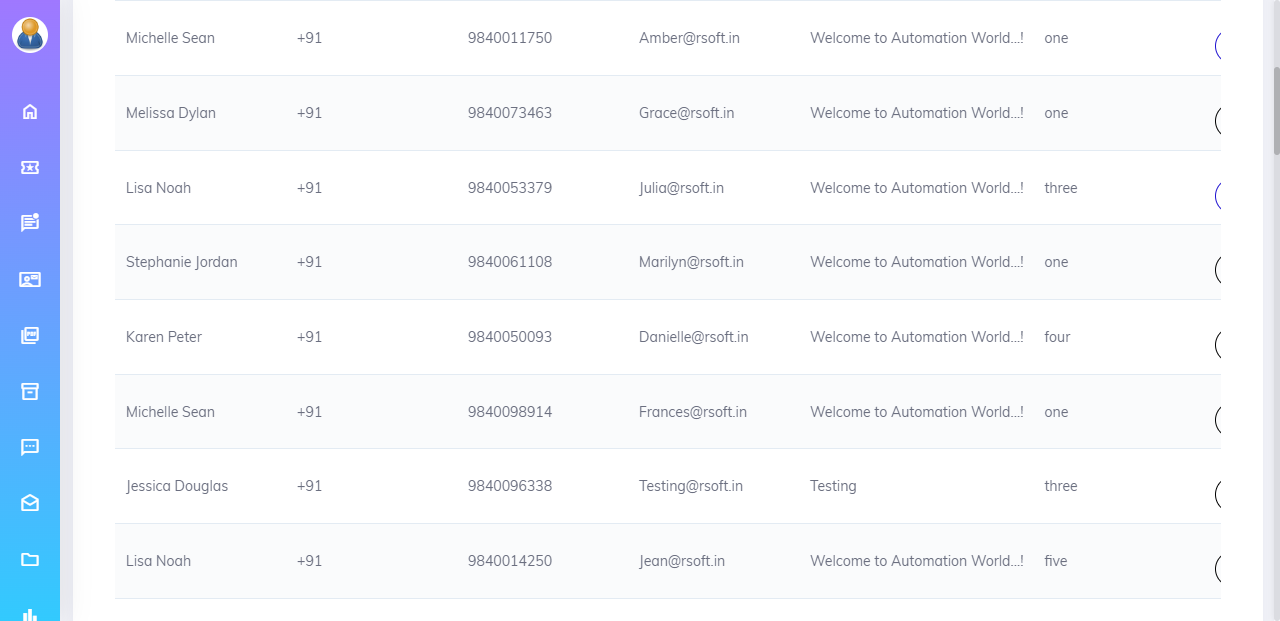 Michelle Sean +91 9840011750 Amber@rsoft.in Welcome to Automation World...! one
Melissa Dylan +91 9840073463 Grace@rsoft.in Welcome to Automation World...! one
Lisa Noah +91 9840053379 Julia@rsoft.in Welcome to Automation World...! three
Stephanie Jordan +91 9840061108 Marilyn@rsoft.in Welcome to Automation World...! one
Karen Peter +91 9840050093 Danielle@rsoft.in Welcome to Automation World...! four
Michelle Sean +91 9840098914 Frances@rsoft.in Welcome to Automation World...! one
Jessica Douglas +91 9840096338 Testing@rsoft.in Testing three
Lisa Noah +91 9840014250 Jean@rsoft.in Welcome to Automation World...! five